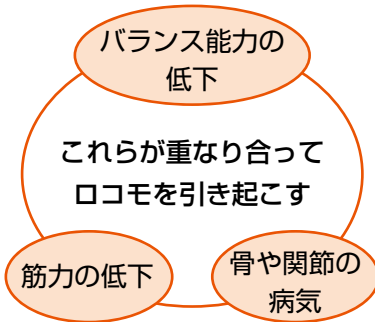 バランス能力の
低下
これらが重なり合って
ロコモを引き起こす
筋力の低下
骨や関節の
病気